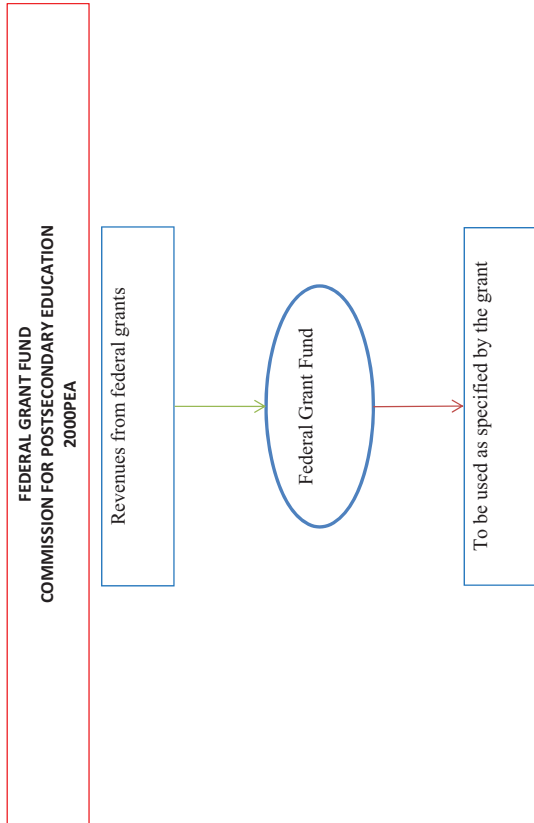 FEDERAL GRANT FUND
COMMISSION FOR POSTSECONDARY EDUCATION
2000PEA
Revenues from federal grants
Federal Grant Fund
To be used as specified by the grant